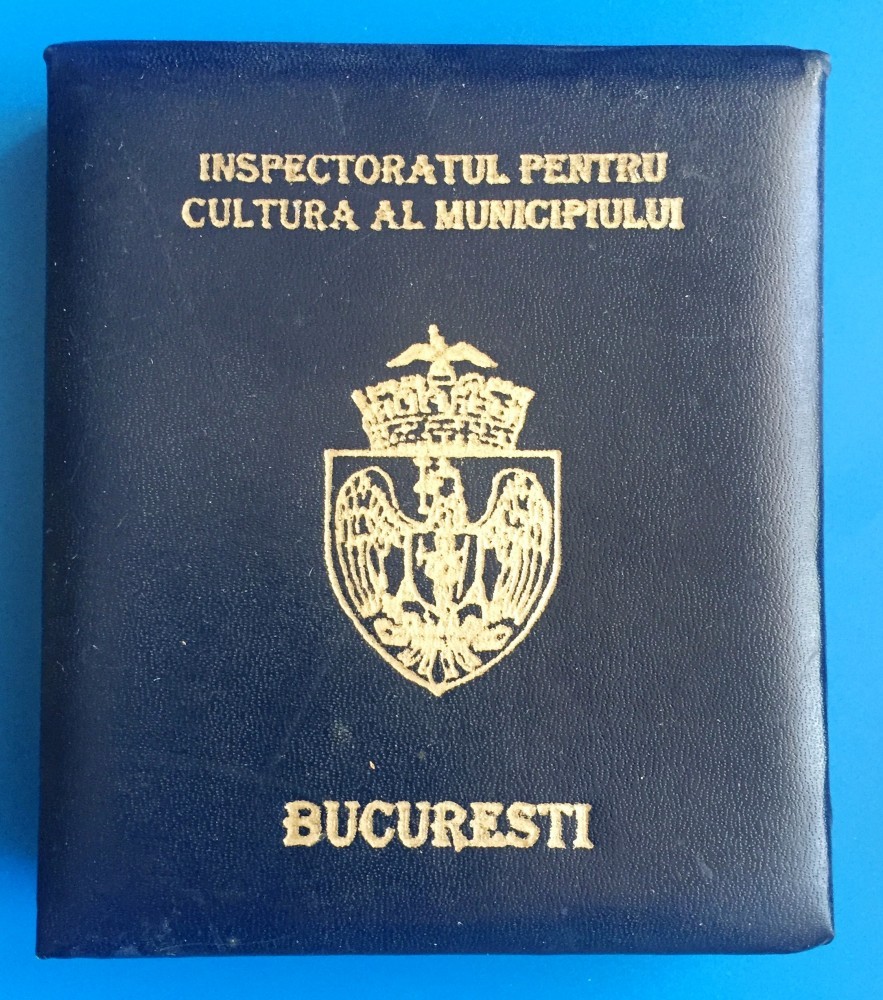 INSPECTORATUL PENTRU
CULTURA AL MUNICIPIULUI
BUCURESTI